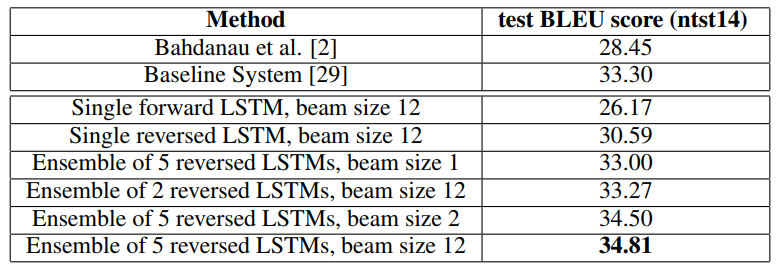 Method test BLEU score (ntst14)
Bahdanau et al. [2] 28.45
Baseline System [29] 33.30
Single forward LSTM, beam size 12 26.17
Single reversed LSTM, beam size 12 30.59
Ensemble of 5 reversed LSTMs, beam size 1 33.00
Ensemble of 2 reversed LSTMs, beam size 12 33.27
Ensemble of 5 reversed LSTMs, beam size 2 34.50
Ensemble of 5 reversed LSTMs, beam size 12 34.81